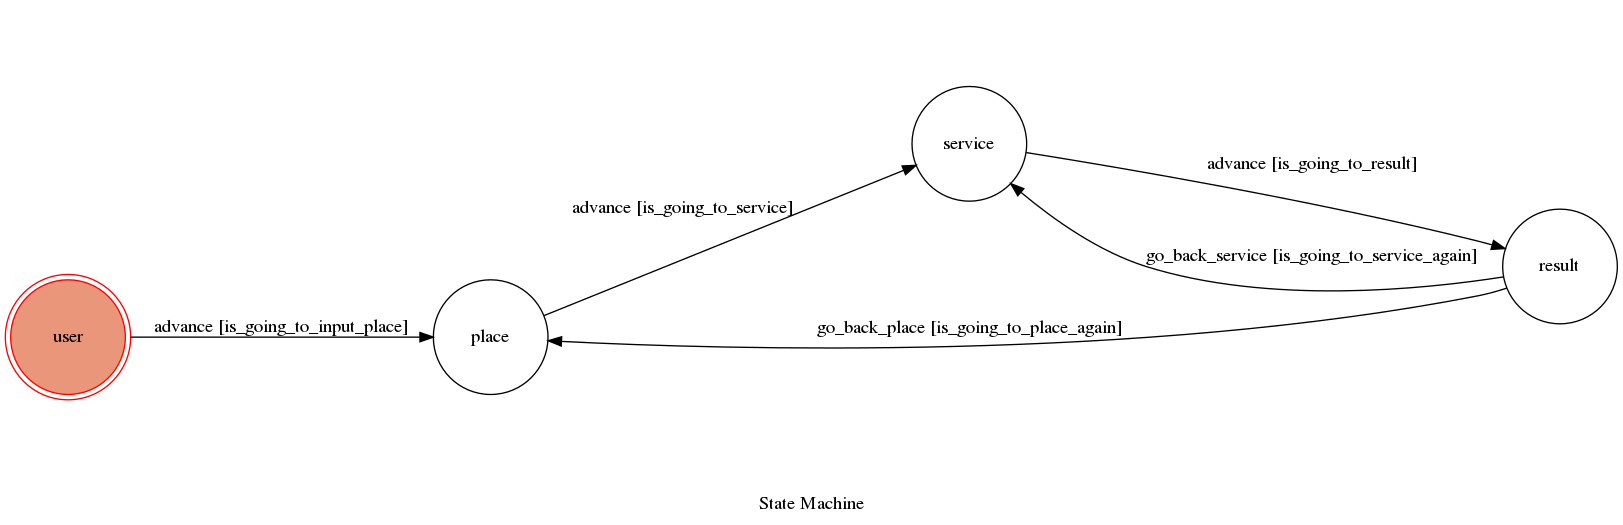 service
advance [is_going_to_result]
advance [is_going_to_service]
go_back_service [is_going_to_service_again]
result
user
advance [is_going_to_input_place]
place
go_back_place [is_going_to_place_again]
State Machine